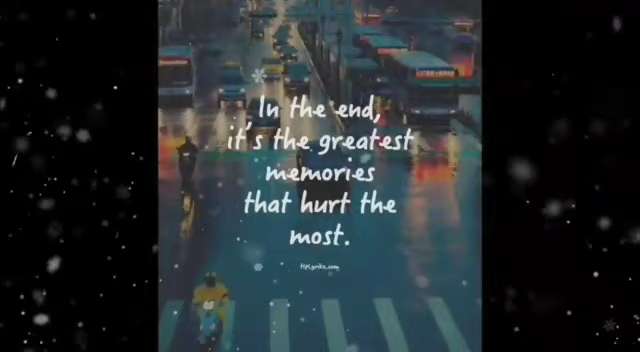 In the end,
it's the greatest
memories
that hurt the
most.